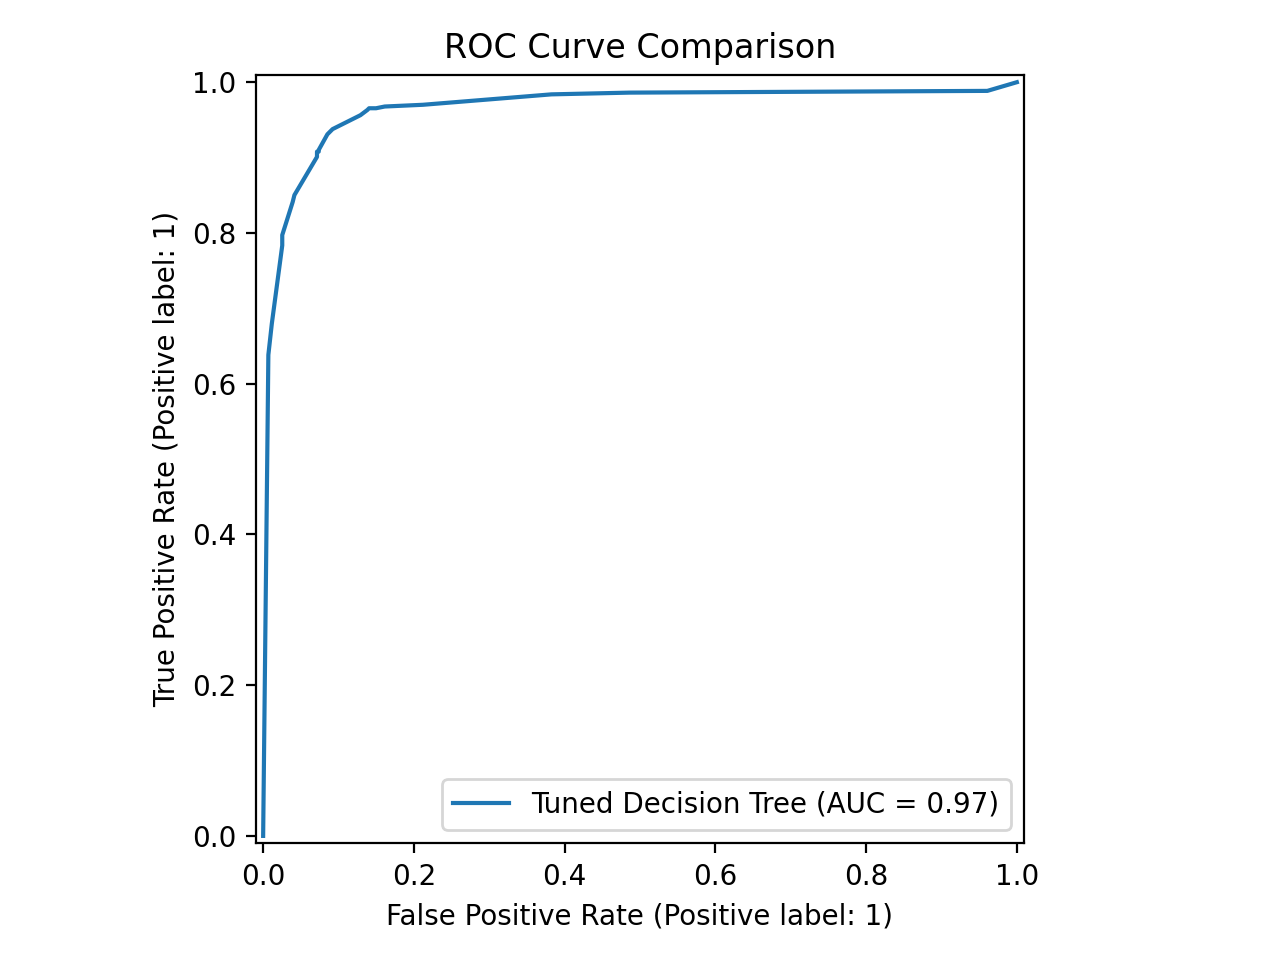 ROC Curve Comparison
True Positive Rate (Positive label: 1)
1.0
0.8
0.6
0.4
0.2
0.0
Tuned Decision Tree (AUC = 0.97)
0.0 0.2 0.4 0.6 0.8 1.0
False Positive Rate (Positive label: 1)